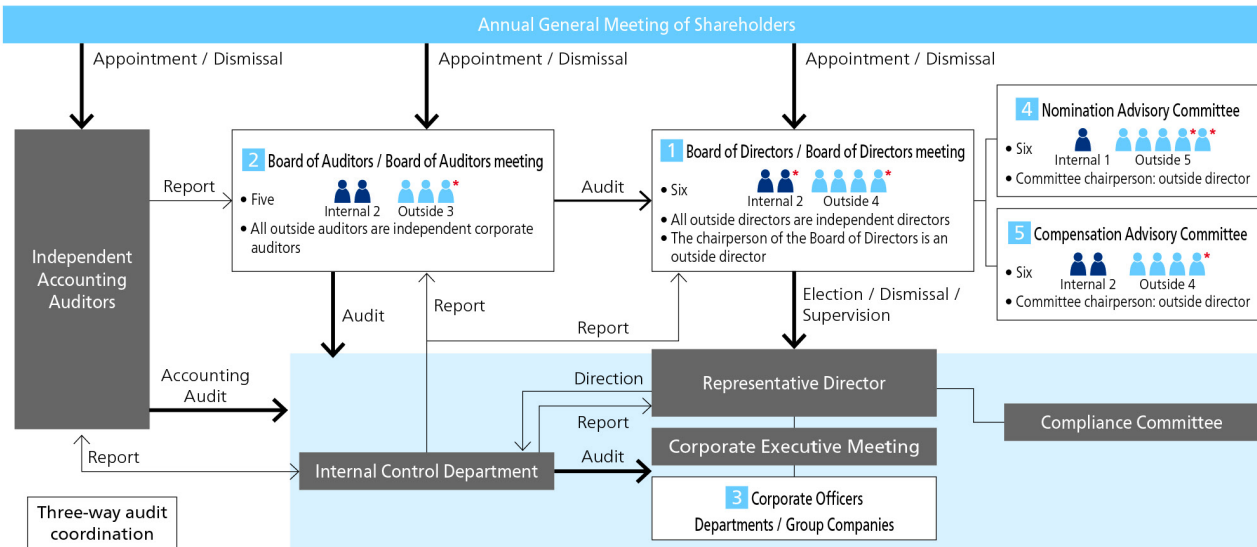 Annual General Meeting of Shareholders
Appointment / Dismissal
Appointment / Dismissal
Appointment / Dismissal
Independent
Accounting
Auditors
Report
2 Board of Auditors / Board of Auditors meeting
• Five
Internal 2
Outside 3
*
• All outside auditors are independent corporate
auditors
Audit
1 Board of Directors / Board of Directors meeting
• Six
Internal 2
*
Outside 4
*
• All outside directors are independent directors
• The chairperson of the Board of Directors is an
outside director
4 Nomination Advisory Committee
• Six
Internal 1
Outside 5
* *
• Committee chairperson: outside director
5 Compensation Advisory Committee
• Six
Internal 2
Outside 4
*
• Committee chairperson: outside director
Audit
Report
Report
Election / Dismissal /
Supervision
Accounting
Audit
Direction
Report
Representative Director
Compliance Committee
Corporate Executive Meeting
Report
Internal Control Department
Audit
3 Corporate Officers
Departments / Group Companies
Three-way audit
coordination